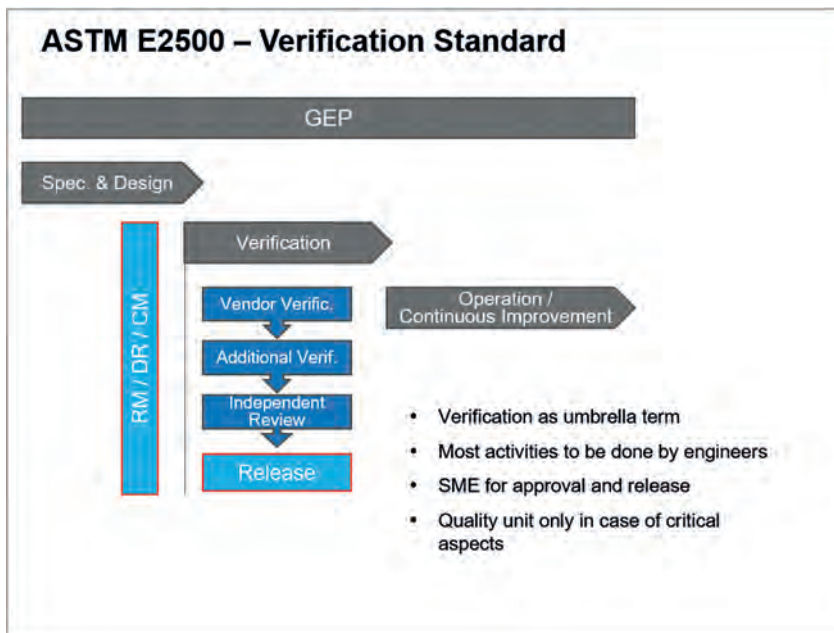 ASTM E2500 – Verification Standard
GEP
Spec. & Design
RM / DR / CM
Verification
Vendor Verific.
Additional Verif.
Independent
Review
Release
Operation /
Continuous Improvement
• Verification as umbrella term
• Most activities to be done by engineers
• SME for approval and release
• Quality unit only in case of critical
aspects